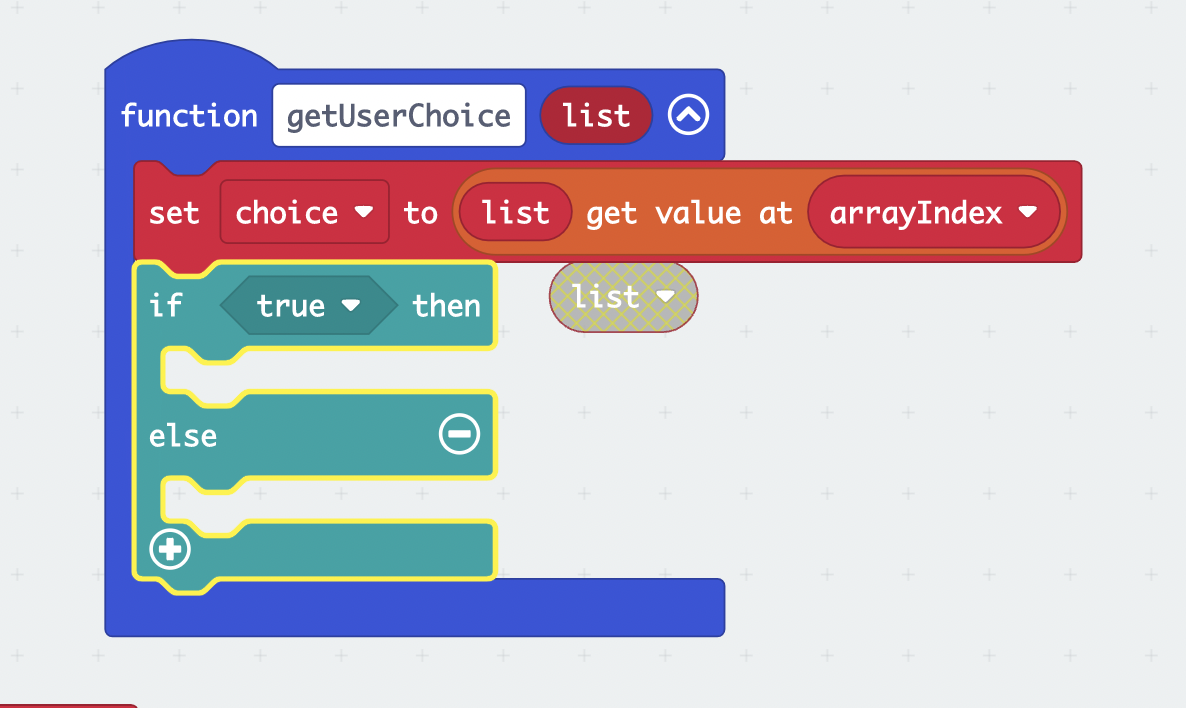 function getUserChoice list
set choice to list get value at arrayIndex
if true then
list
else